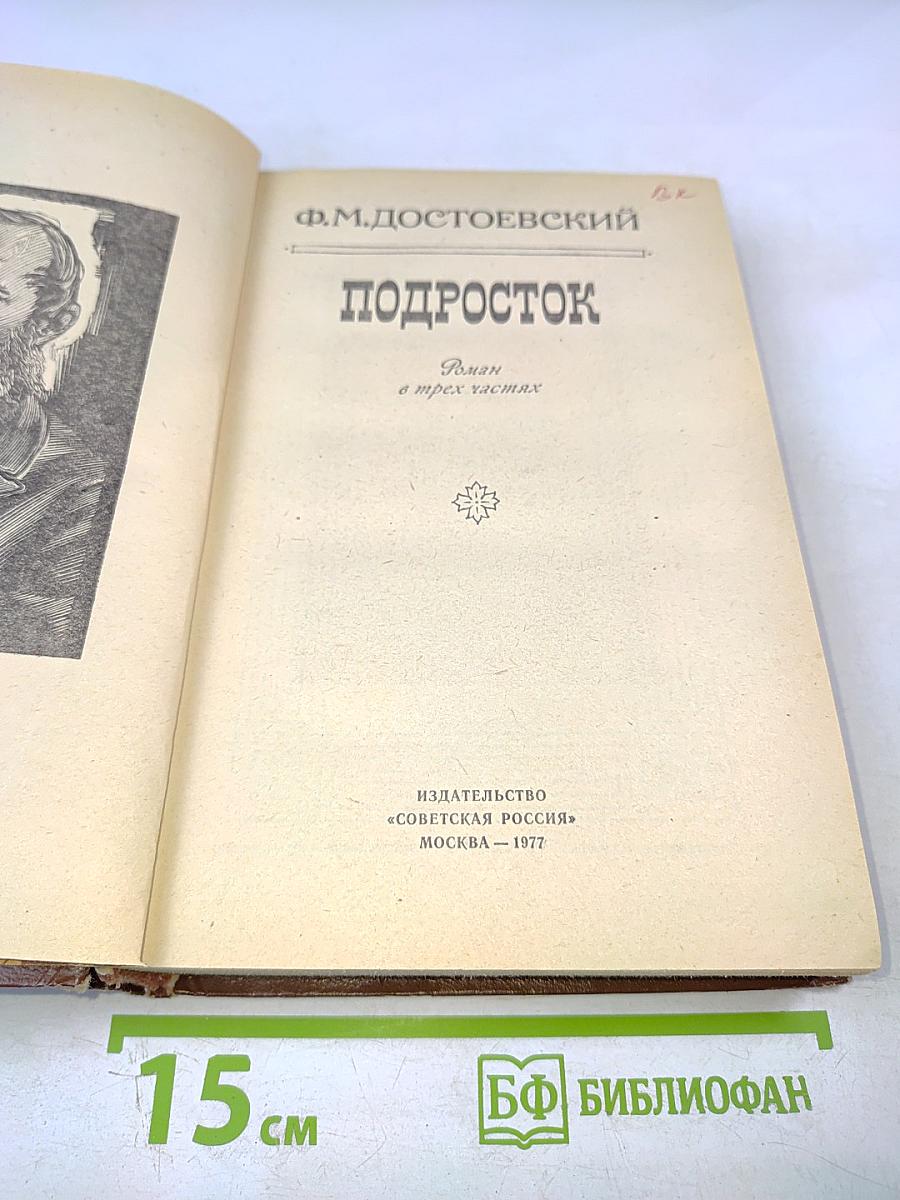 Ф.М.ДОСТОЕВСКИЙ
ПОДРОСТОК
Роман
в трех частях
ИЗДАТЕЛЬСТВО
«СОВЕТСКАЯ РОССИЯ»
МОСКВА — 1977
15 см
БФ БИБЛИОФАН